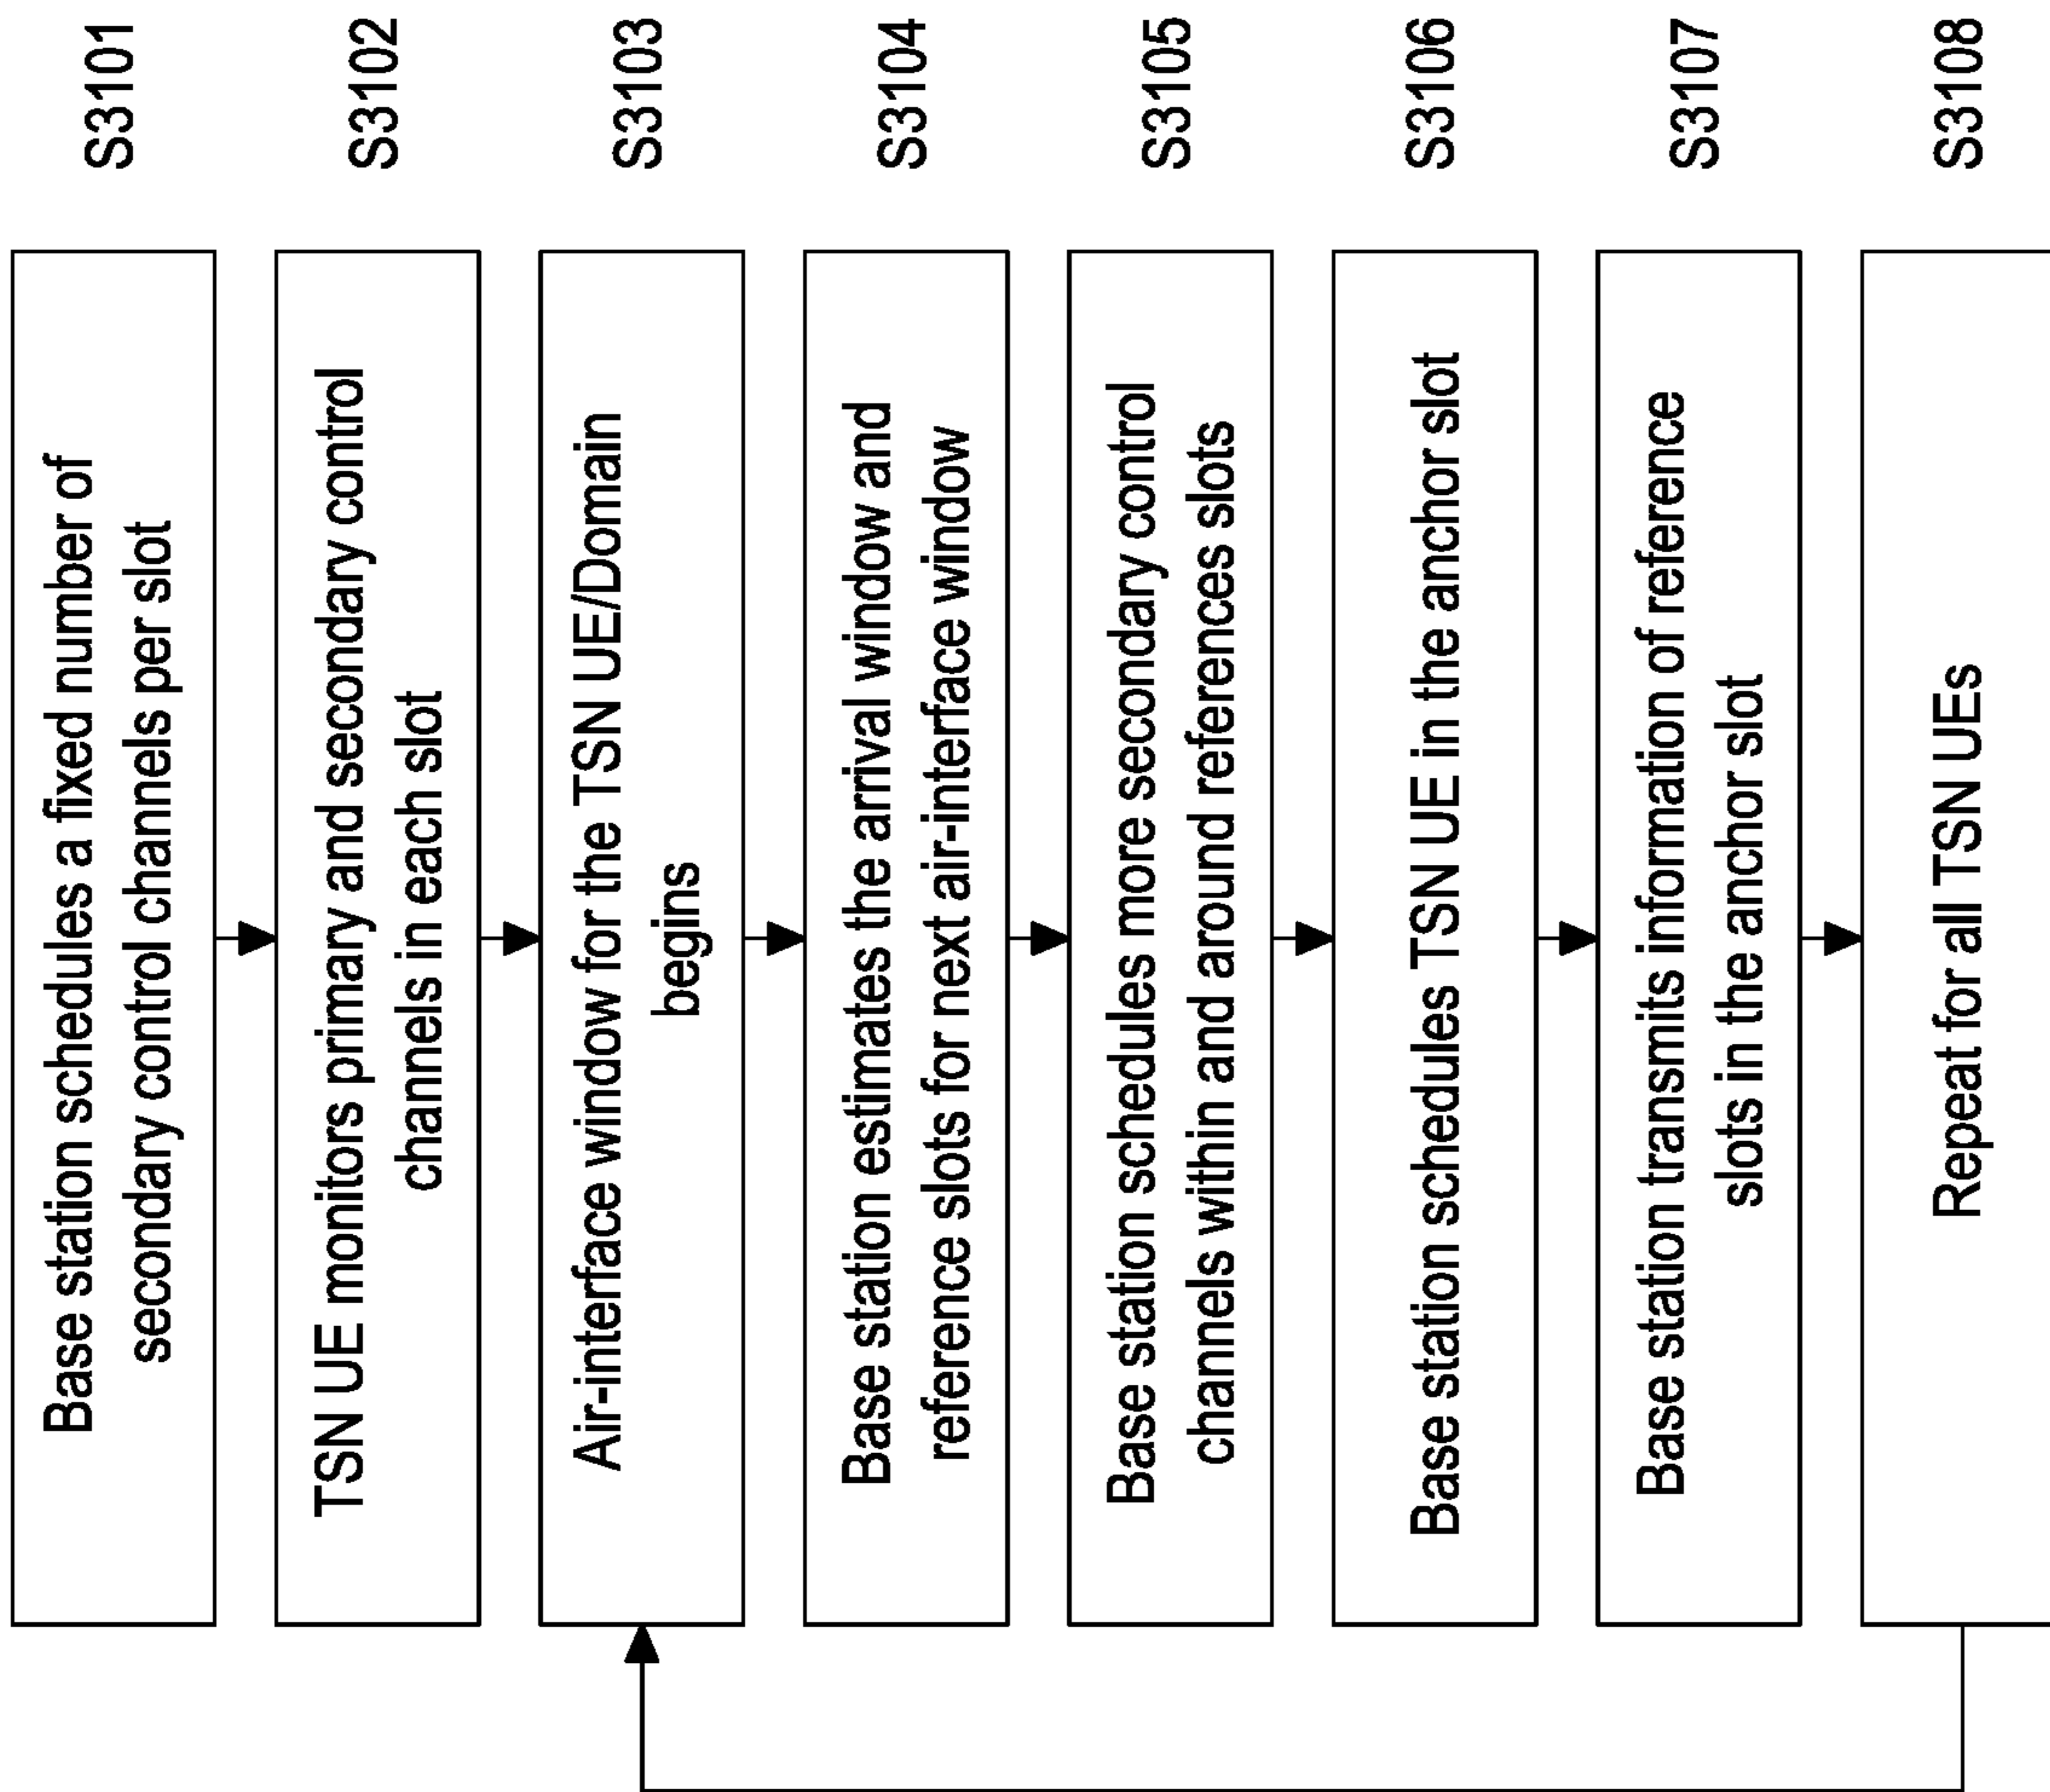 S3101
Base station schedules a fixed number of
secondary control channels per slot
S3102
TSN UE monitors primary and secondary control
channels in each slot
S3103
Air-interface window for the TSN UE/Domain
begins
S3104
Base station estimates the arrival window and
reference slots for next air-interface window
S3105
Base station schedules more secondary control
channels within and around references slots
S3106
Base station schedules TSN UE in the anchor slot
S3107
Base station transmits information of reference
slots in the anchor slot
S3108
Repeat for all TSN UEs